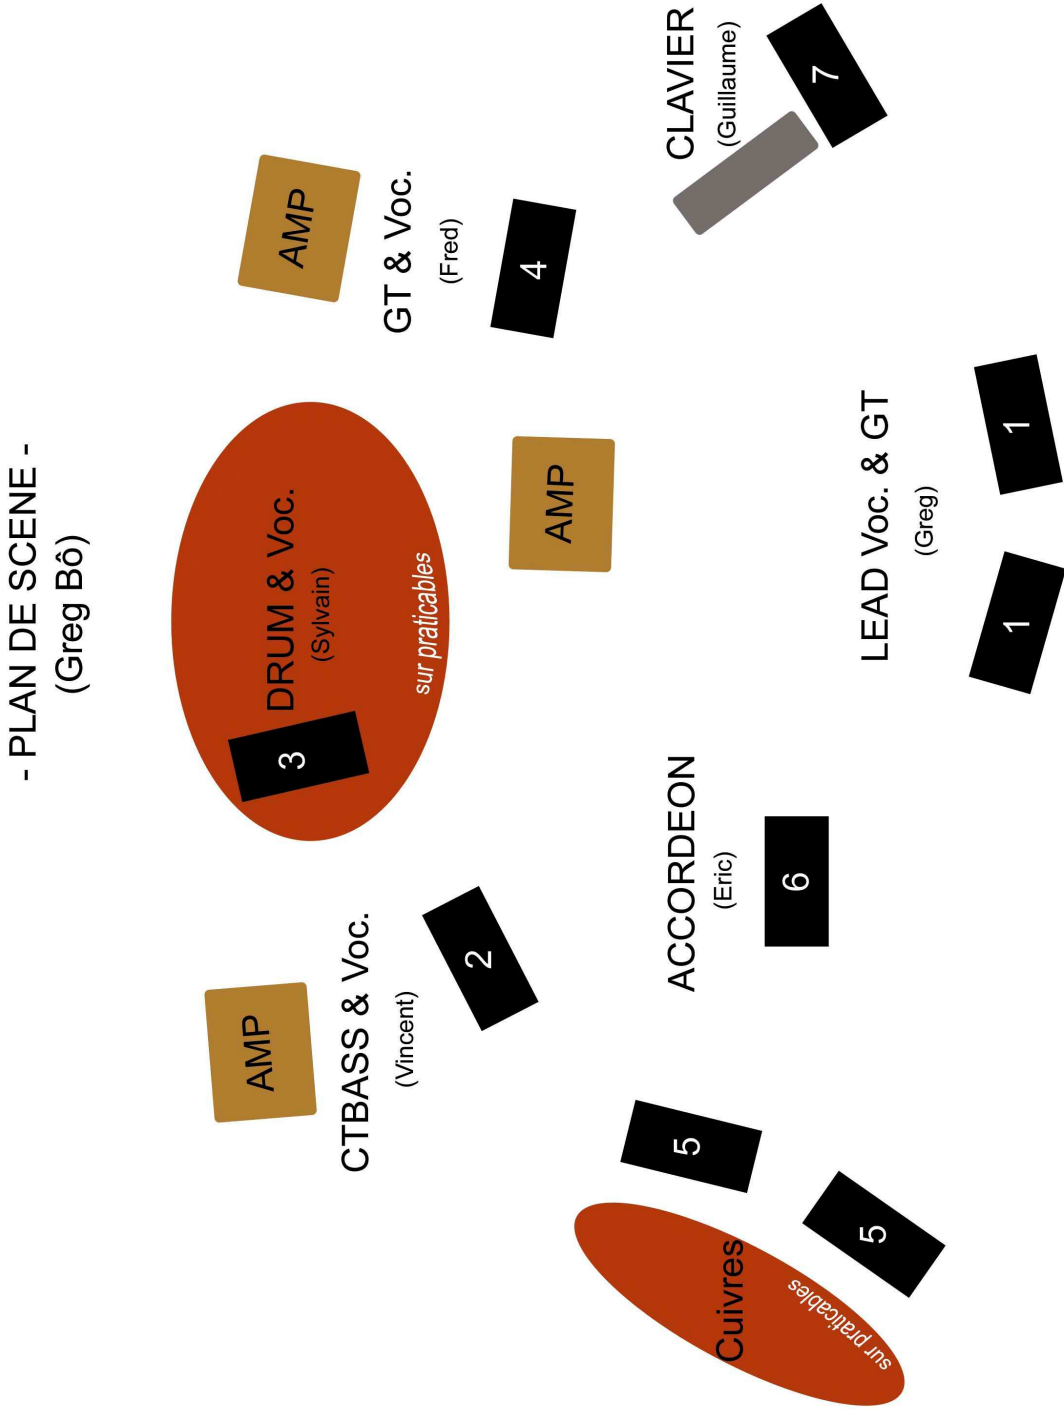 - PLAN DE SCENE -
(Greg Bô)
AMP
CTBASS & Voc.
(Vincent)
2
3
DRUM & Voc.
(Sylvain)
sur praticables
AMP
GT & Voc.
(Fred)
4
AMP
Cuivres
sur praticables
5
5
ACCORDEON
(Eric)
6
LEAD Voc. & GT
(Greg)
1
1
CLAVIER
(Guillaume)
7